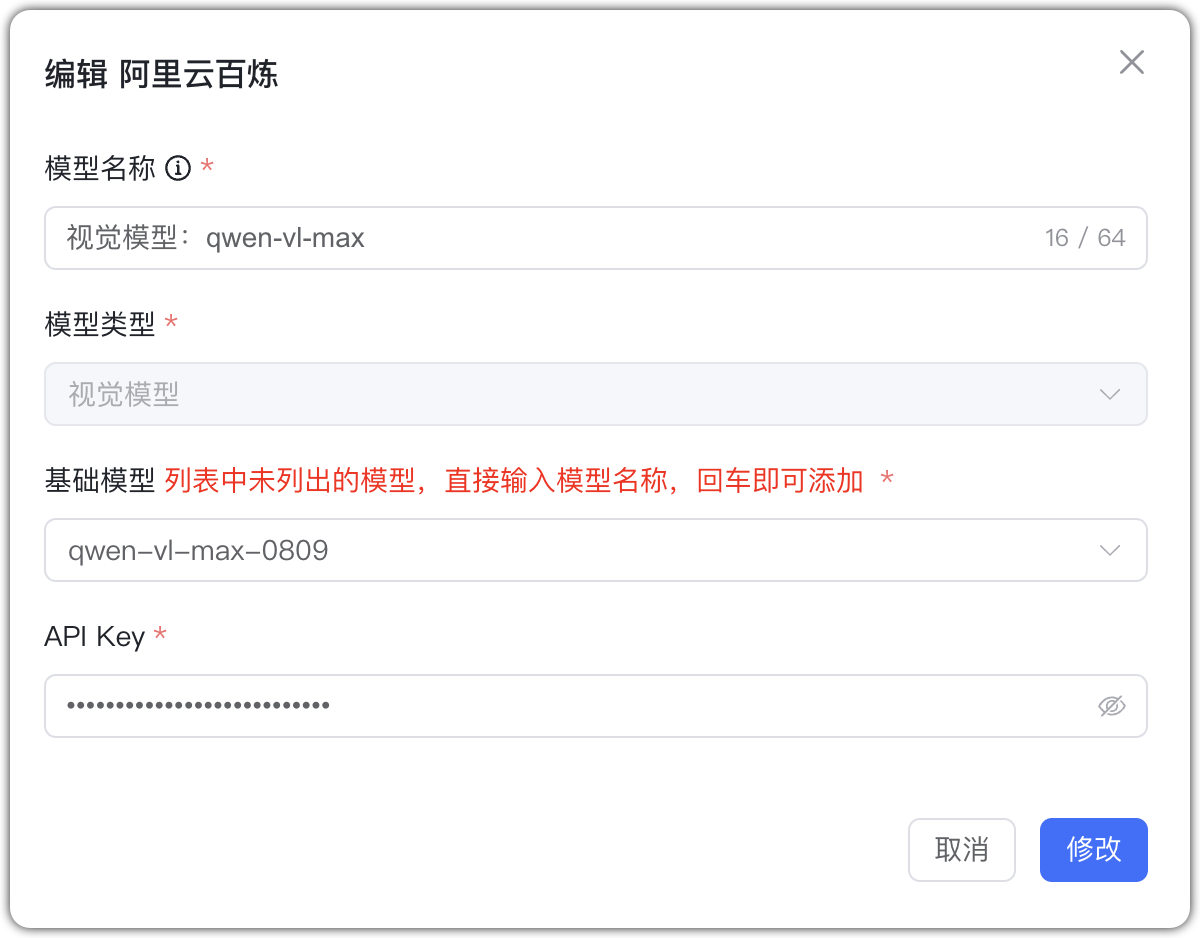 编辑 阿里云百炼
模型名称 *
视觉模型：qwen-vl-max 16 / 64
模型类型 *
视觉模型
基础模型 列表中未列出的模型，直接输入模型名称，回车即可添加 *
qwen-vl-max-0809
API Key *
取消 修改